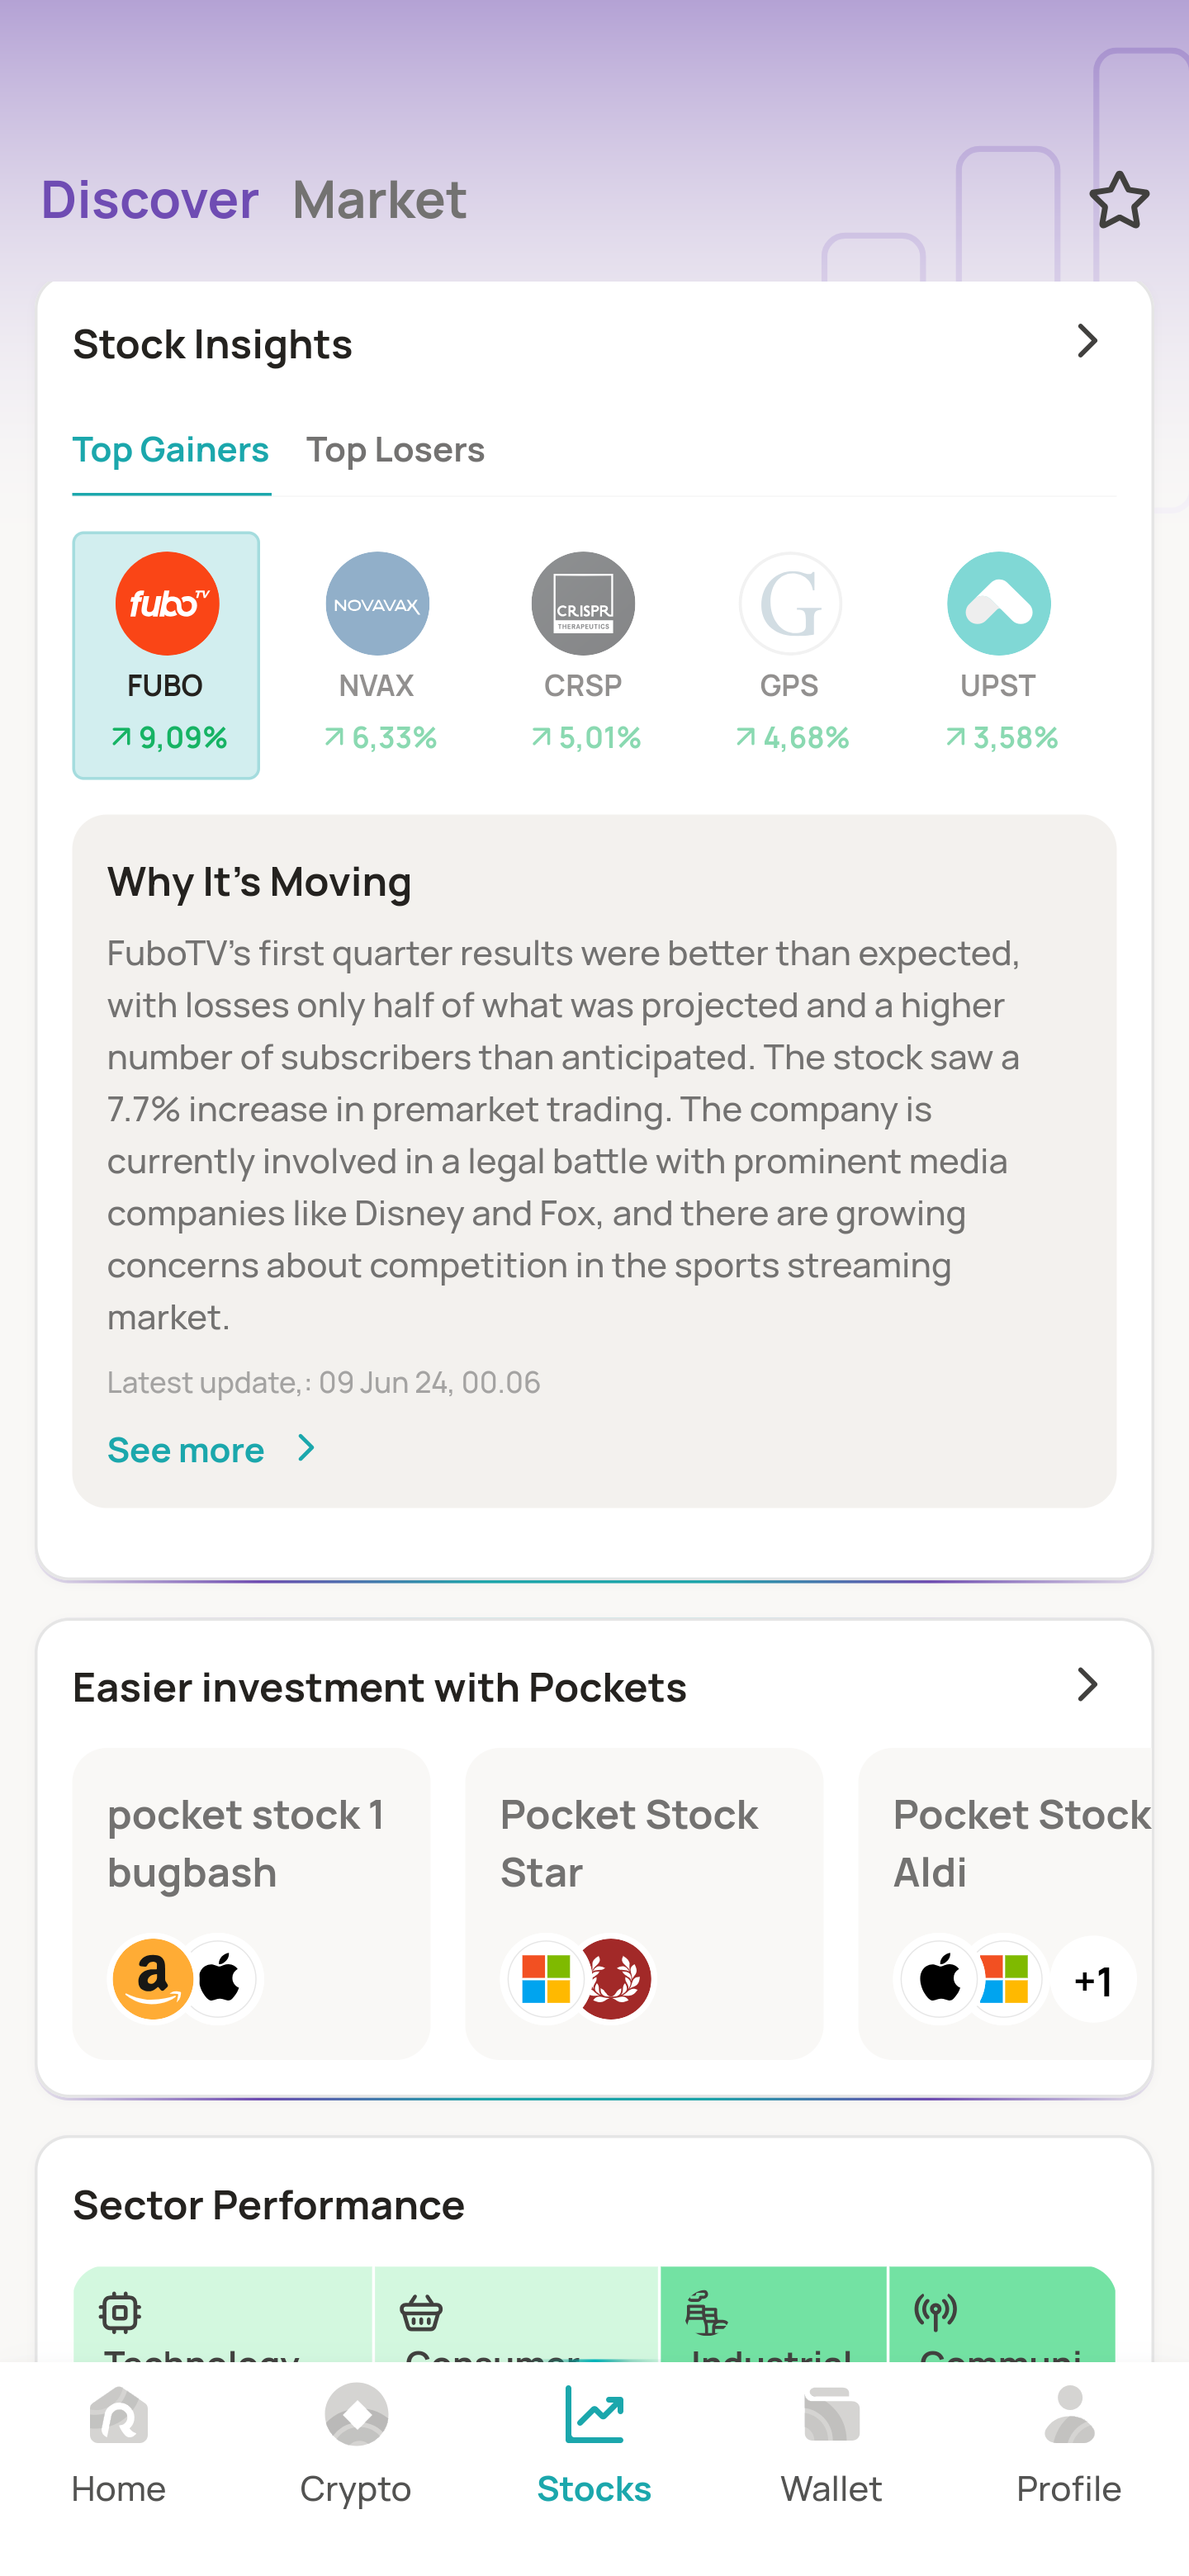 Discover Market
Stock Insights
Top Gainers Top Losers
fubo TV
NOVAVAX
CRISPR
THERAPEUTICS
G
FUBO NVAX CRSP GPS UPST
9,09% 6,33% 5,01% 4,68% 3,58%
Why It's Moving
FuboTV's first quarter results were better than expected,
with losses only half of what was projected and a higher
number of subscribers than anticipated. The stock saw a
7.7% increase in premarket trading. The company is
currently involved in a legal battle with prominent media
companies like Disney and Fox, and there are growing
concerns about competition in the sports streaming
market.
Latest update,: 09 Jun 24, 00.06
See more
Easier investment with Pockets
pocket stock 1
bugbash
Pocket Stock
Star
Pocket Stock
Aldi
a
+1
Sector Performance
Technology Consumer Industrial Communi
Home Crypto Stocks Wallet Profile